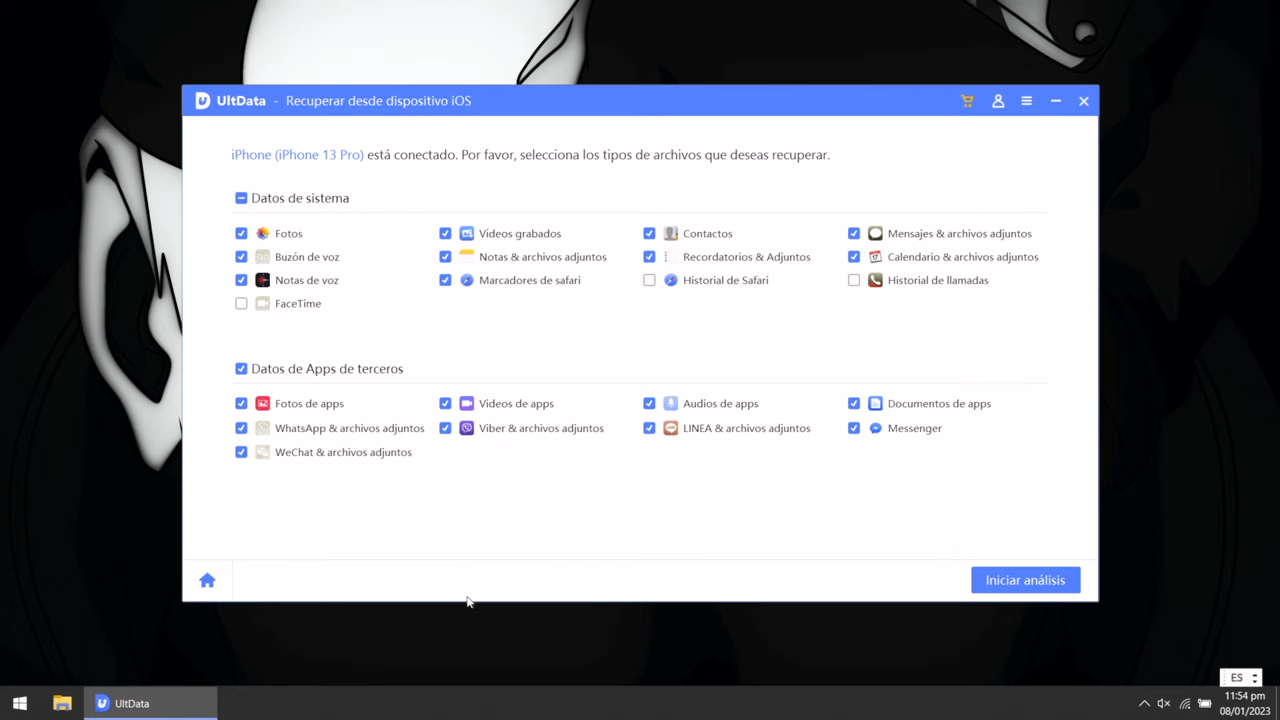 UltData - Recuperar desde dispositivo iOS
iPhone (iPhone 13 Pro) está conectado. Por favor, selecciona los tipos de archivos que deseas recuperar.
Datos de sistema
Fotos
Vídeos grabados
Contactos
Mensajes & archivos adjuntos
Buzón de voz
Notas & archivos adjuntos
Recordatorios & Adjuntos
Calendario & archivos adjuntos
Notas de voz
Marcadores de safari
Historial de Safari
Historial de llamadas
FaceTime
Datos de Apps de terceros
Fotos de apps
Videos de apps
Audios de apps
Documentos de apps
WhatsApp & archivos adjuntos
Viber & archivos adjuntos
LINEA & archivos adjuntos
Messenger
WeChat & archivos adjuntos
Iniciar análisis
ES
UltData
11:54 pm
08/01/2023